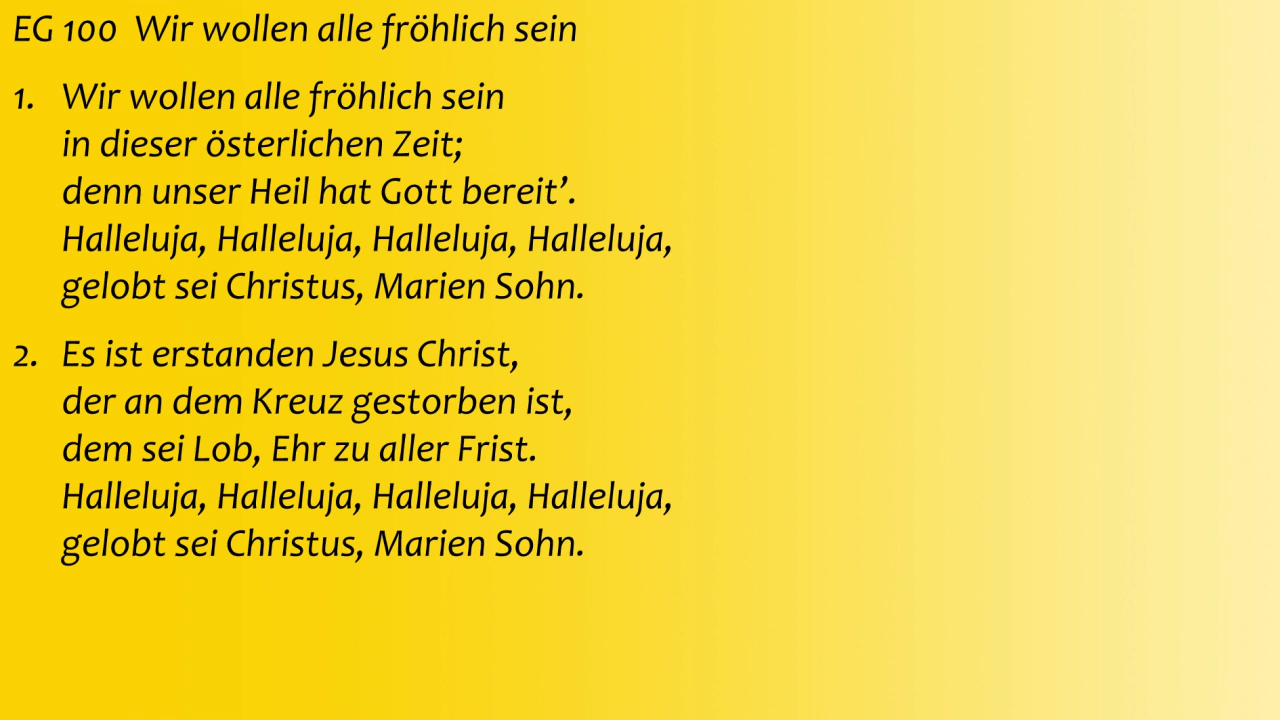 EG 100 Wir wollen alle fröhlich sein
1. Wir wollen alle fröhlich sein
in dieser österlichen Zeit;
denn unser Heil hat Gott bereit’.
Halleluja, Halleluja, Halleluja, Halleluja,
gelobt sei Christus, Marien Sohn.
2. Es ist erstanden Jesus Christ,
der an dem Kreuz gestorben ist,
dem sei Lob, Ehr zu aller Frist.
Halleluja, Halleluja, Halleluja, Halleluja,
gelobt sei Christus, Marien Sohn.